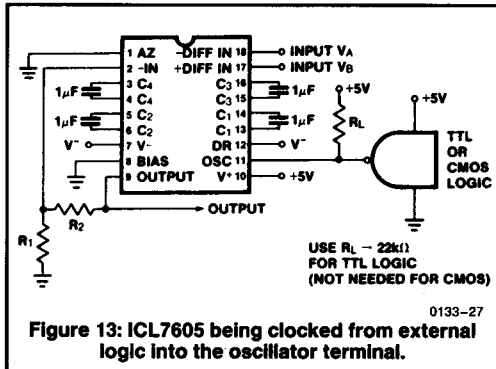 1 AZ -DIFF IN 18 INPUT VA
2 -IN +DIFF IN 17 INPUT VB
1µF 3 C4 C3 16 1µF +5V
4 C4 C3 15
1µF 5 C2 C1 14 1µF RL +5V
6 C2 C1 13
V- 7 V- DR 12 V-
8 BIAS OSC 11
9 OUTPUT V+ 10 +5V
TTL
OR
CMOS
LOGIC
R2 OUTPUT
R1
USE RL → 22kΩ
FOR TTL LOGIC
(NOT NEEDED FOR CMOS)
0133-27
Figure 13: ICL7605 being clocked from external
logic into the oscillator terminal.